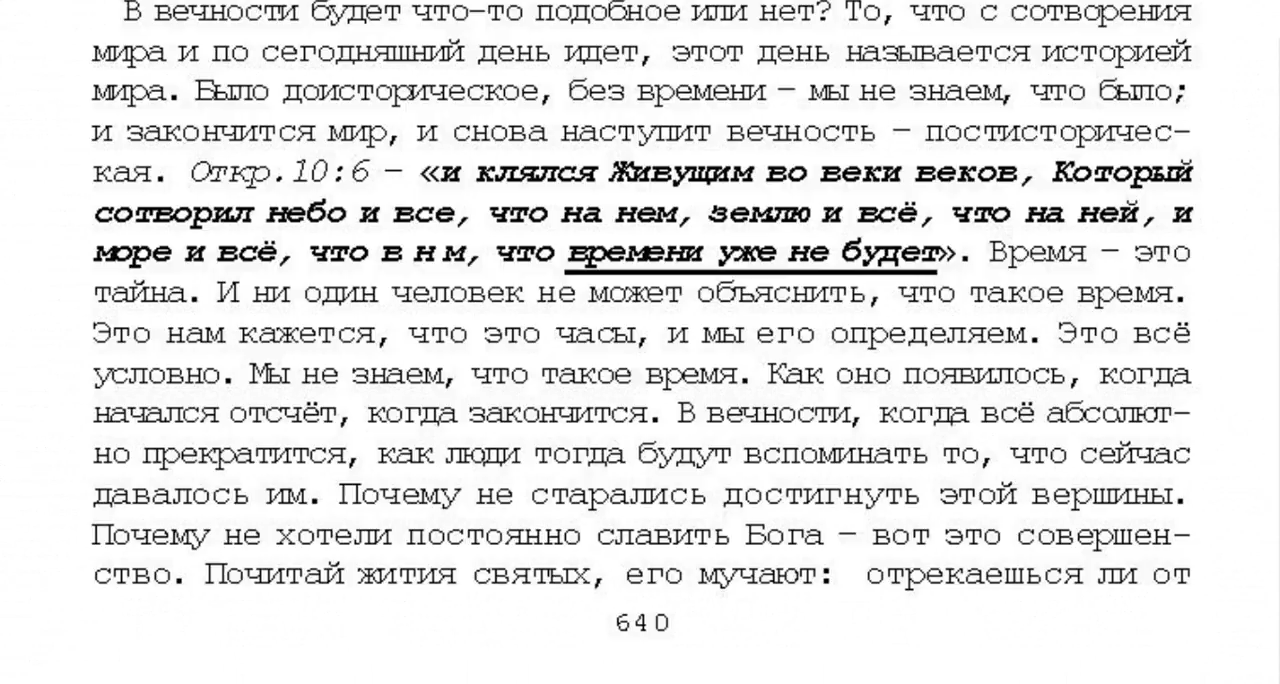 В вечности будет что-то подобное или нет? То, что с сотворения
мира и по сегодняшний день идет, этот день называется историей
мира. Было доисторическое, без времени – мы не знаем, что было;
и закончится мир, и снова наступит вечность – постисторичес-
кая. Откр.10:6 – «и клялся Живущим во веки веков, Который
сотворил небо и все, что на нем, землю и всё, что на ней, и
море и всё, что в н м, что времени уже не будет». Время – это
тайна. И ни один человек не может объяснить, что такое время.
Это нам кажется, что это часы, и мы его определяем. Это всё
условно. Мы не знаем, что такое время. Как оно появилось, когда
начался отсчёт, когда закончится. В вечности, когда всё абсолют-
но прекратится, как люди тогда будут вспоминать то, что сейчас
давалось им. Почему не старались достигнуть этой вершины.
Почему не хотели постоянно славить Бога – вот это совершен-
ство. Почитай жития святых, его мучают: отрекаешься ли от
640